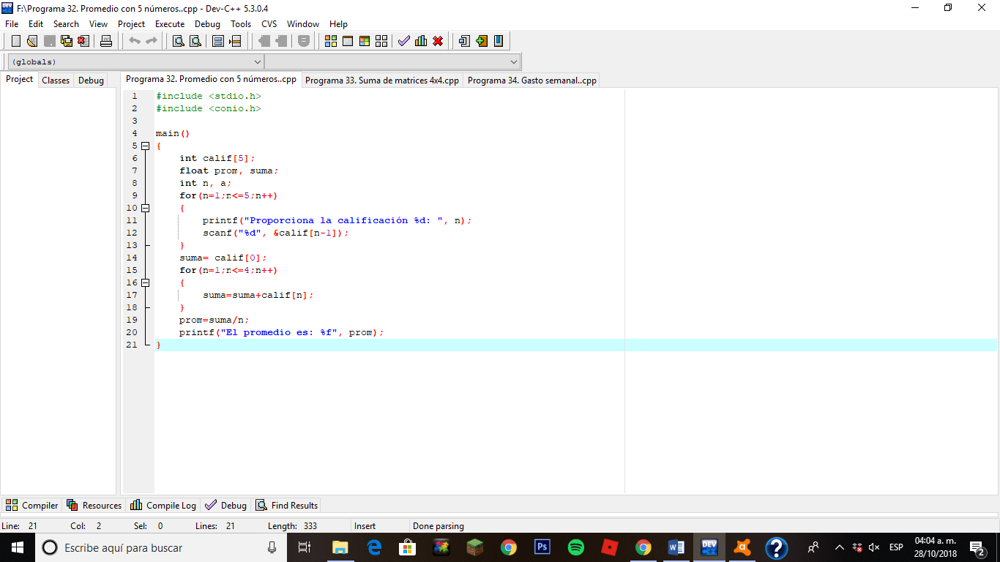 F:\Programa 32. Promedio con 5 números..cpp - Dev-C++ 5.3.0.4
File Edit Search View Project Execute Debug Tools CVS Window Help
(globals)
Project Classes Debug
Programa 32. Promedio con 5 números..cpp Programa 33. Suma de matrices 4x4.cpp Programa 34. Gasto semanal..cpp
1 #include <stdio.h>
2 #include <conio.h>
3
4 main()
5 {
6 int calif[5];
7 float prom, suma;
8 int n, a;
9 for(n=1;n<=5;n++)
10 {
11 printf("Proporciona la calificación %d: ", n);
12 scanf("%d", &calif[n-1]);
13 }
14 suma= calif[0];
15 for(n=1;n<=4;n++)
16 {
17 suma=suma+calif[n];
18 }
19 prom=suma/n;
20 printf("El promedio es: %f", prom);
21 }
Compiler Resources Compile Log Debug Find Results
Line: 21 Col: 2 Sel: 0 Lines: 21 Length: 333 Insert Done parsing
Escribe aquí para buscar
Ps
DEV
ESP
04:04 a. m.
28/10/2018
2